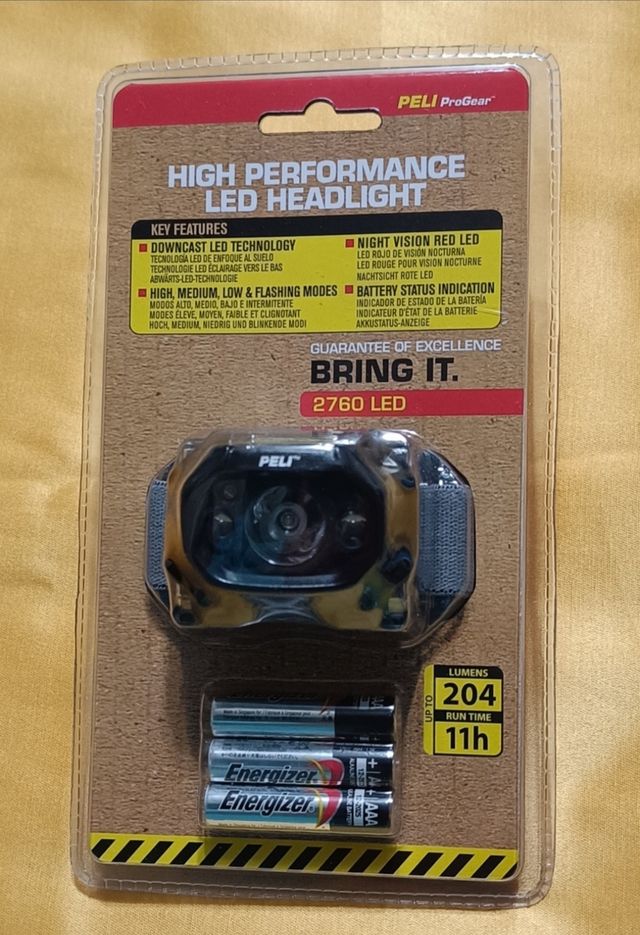 PELI ProGear™
HIGH PERFORMANCE
LED HEADLIGHT
KEY FEATURES
DOWNCAST LED TECHNOLOGY
TECNOLOGÍA LED DE ENFOQUE AL SUELO
TECHNOLOGIE LED ÉCLAIRAGE VERS LE BAS
ABWÄRTS-LED-TECHNOLOGIE
HIGH, MEDIUM, LOW & FLASHING MODES
MODOS ALTO, MEDIO, BAJO E INTERMITENTE
MODES ÉLEVÉ, MOYEN, FAIBLE ET CLIGNOTANT
HOCH, MEDIUM, NIEDRIG UND BLINKENDE MODI
NIGHT VISION RED LED
LED ROJO DE VISIÓN NOCTURNA
LED ROUGE POUR VISION NOCTURNE
NACHTSICHT ROTE LED
BATTERY STATUS INDICATION
INDICADOR DE ESTADO DE LA BATERÍA
INDICATEUR D'ÉTAT DE LA BATTERIE
AKKUSTATUS-ANZEIGE
GUARANTEE OF EXCELLENCE
BRING IT.
2760 LED
PELI™
UP TO
LUMENS
204
RUN TIME
11h
Energizer
Energizer
+AAA
12-2025